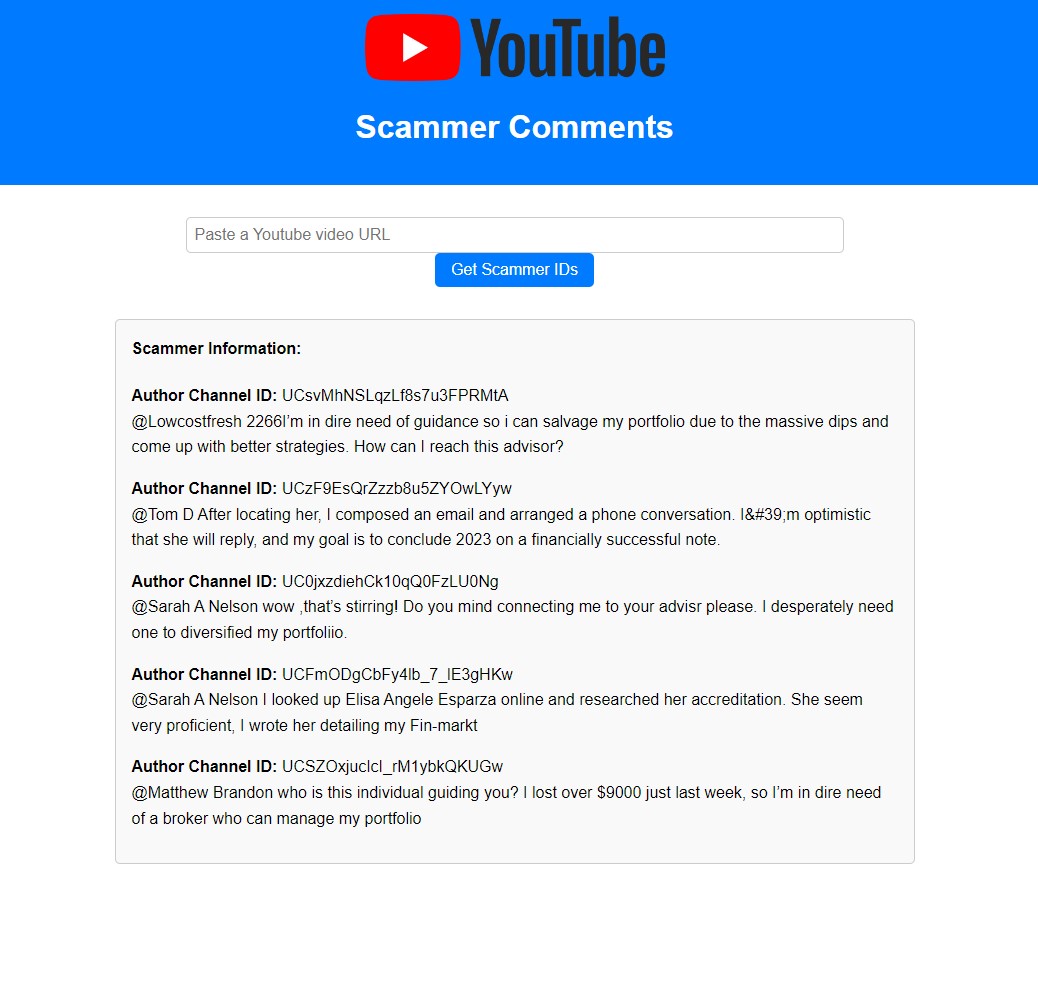 YouTube
Scammer Comments
Paste a Youtube video URL
Get Scammer IDs
Scammer Information:
Author Channel ID: UCsvMhNSLqzLf8s7u3FPRMtA
@Lowcostfresh 2266I’m in dire need of guidance so i can salvage my portfolio due to the massive dips and
come up with better strategies. How can I reach this advisor?
Author Channel ID: UCzF9EsQrZzzb8u5ZYOwLYyw
@Tom D After locating her, I composed an email and arranged a phone conversation. I&#39;m optimistic
that she will reply, and my goal is to conclude 2023 on a financially successful note.
Author Channel ID: UC0jxzdiehCk10qQ0FzLU0Ng
@Sarah A Nelson wow ,that’s stirring! Do you mind connecting me to your advisr please. I desperately need
one to diversified my portfoliio.
Author Channel ID: UCFmODgCbFy4lb_7_lE3gHKw
@Sarah A Nelson I looked up Elisa Angele Esparza online and researched her accreditation. She seem
very proficient, I wrote her detailing my Fin-markt
Author Channel ID: UCSZOxjuclcI_rM1ybkQKUGw
@Matthew Brandon who is this individual guiding you? I lost over $9000 just last week, so I’m in dire need
of a broker who can manage my portfolio